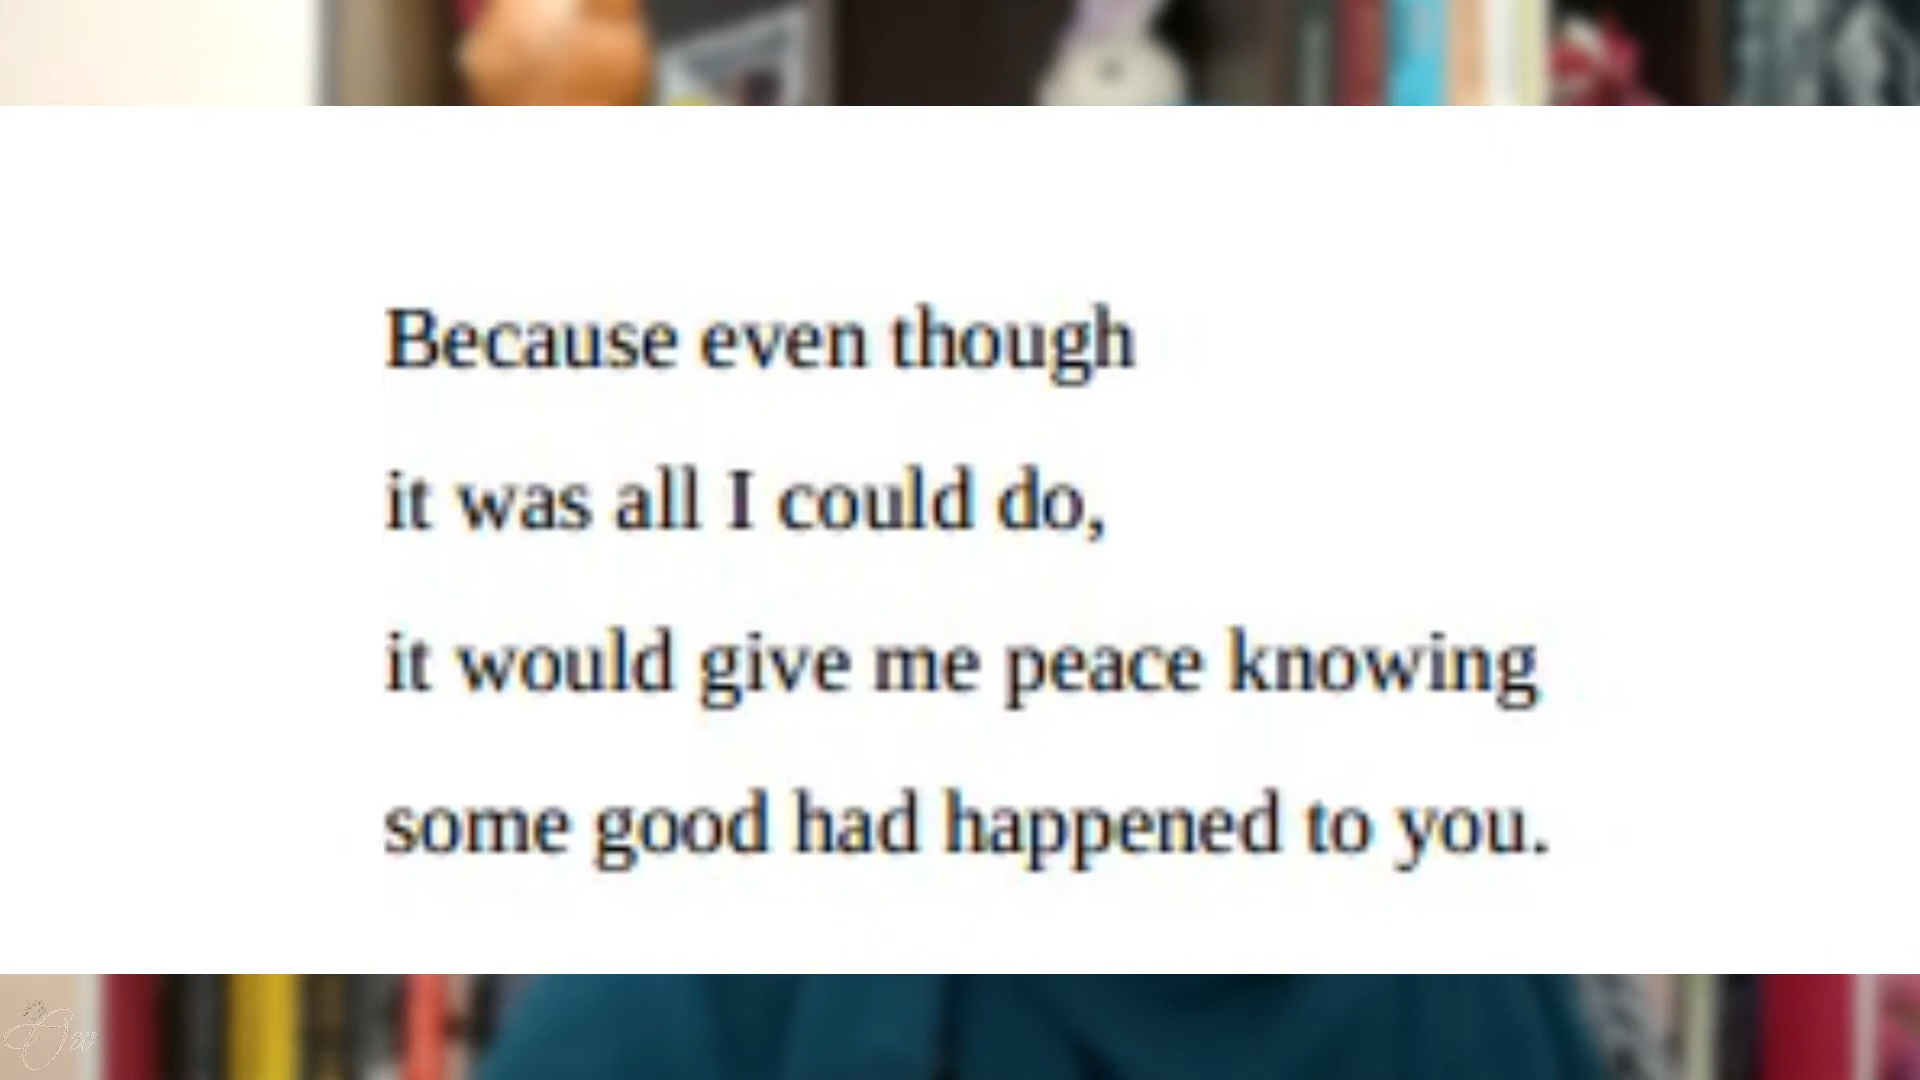 Because even though
it was all I could do,
it would give me peace knowing
some good had happened to you.